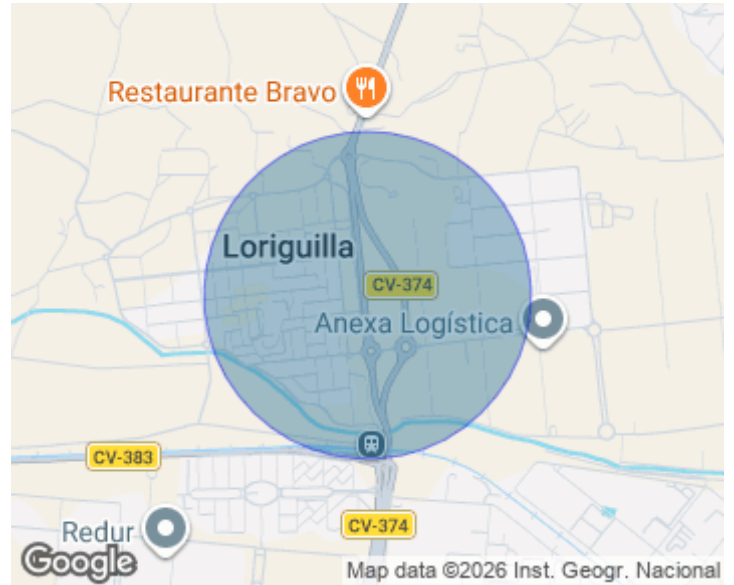 Restaurante Bravo
Loriguilla
CV-374
Anexa Logística
CV-383
CV-374
Redur
Google
Map data ©2026 Inst. Geogr. Nacional